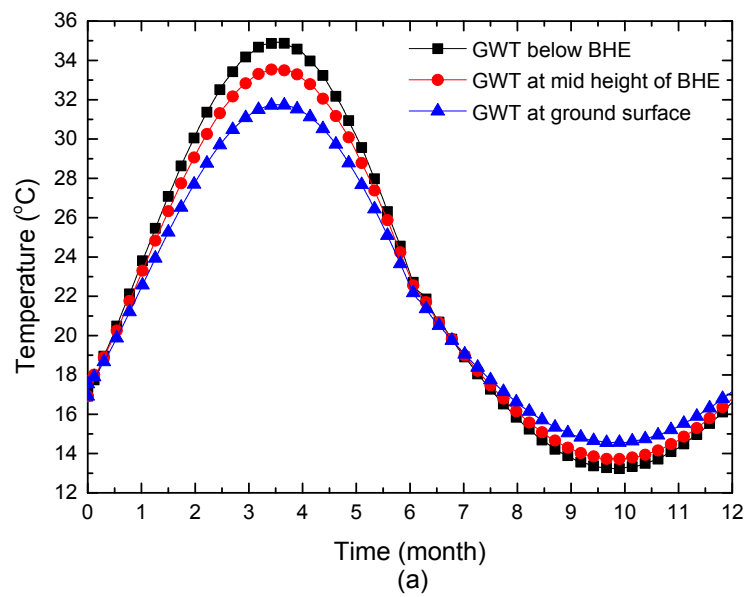 36
34
32
30
28
26
24
22
20
18
16
14
12
Temperature (°C)
GWT below BHE
GWT at mid height of BHE
GWT at ground surface
0 1 2 3 4 5 6 7 8 9 10 11 12
Time (month)
(a)